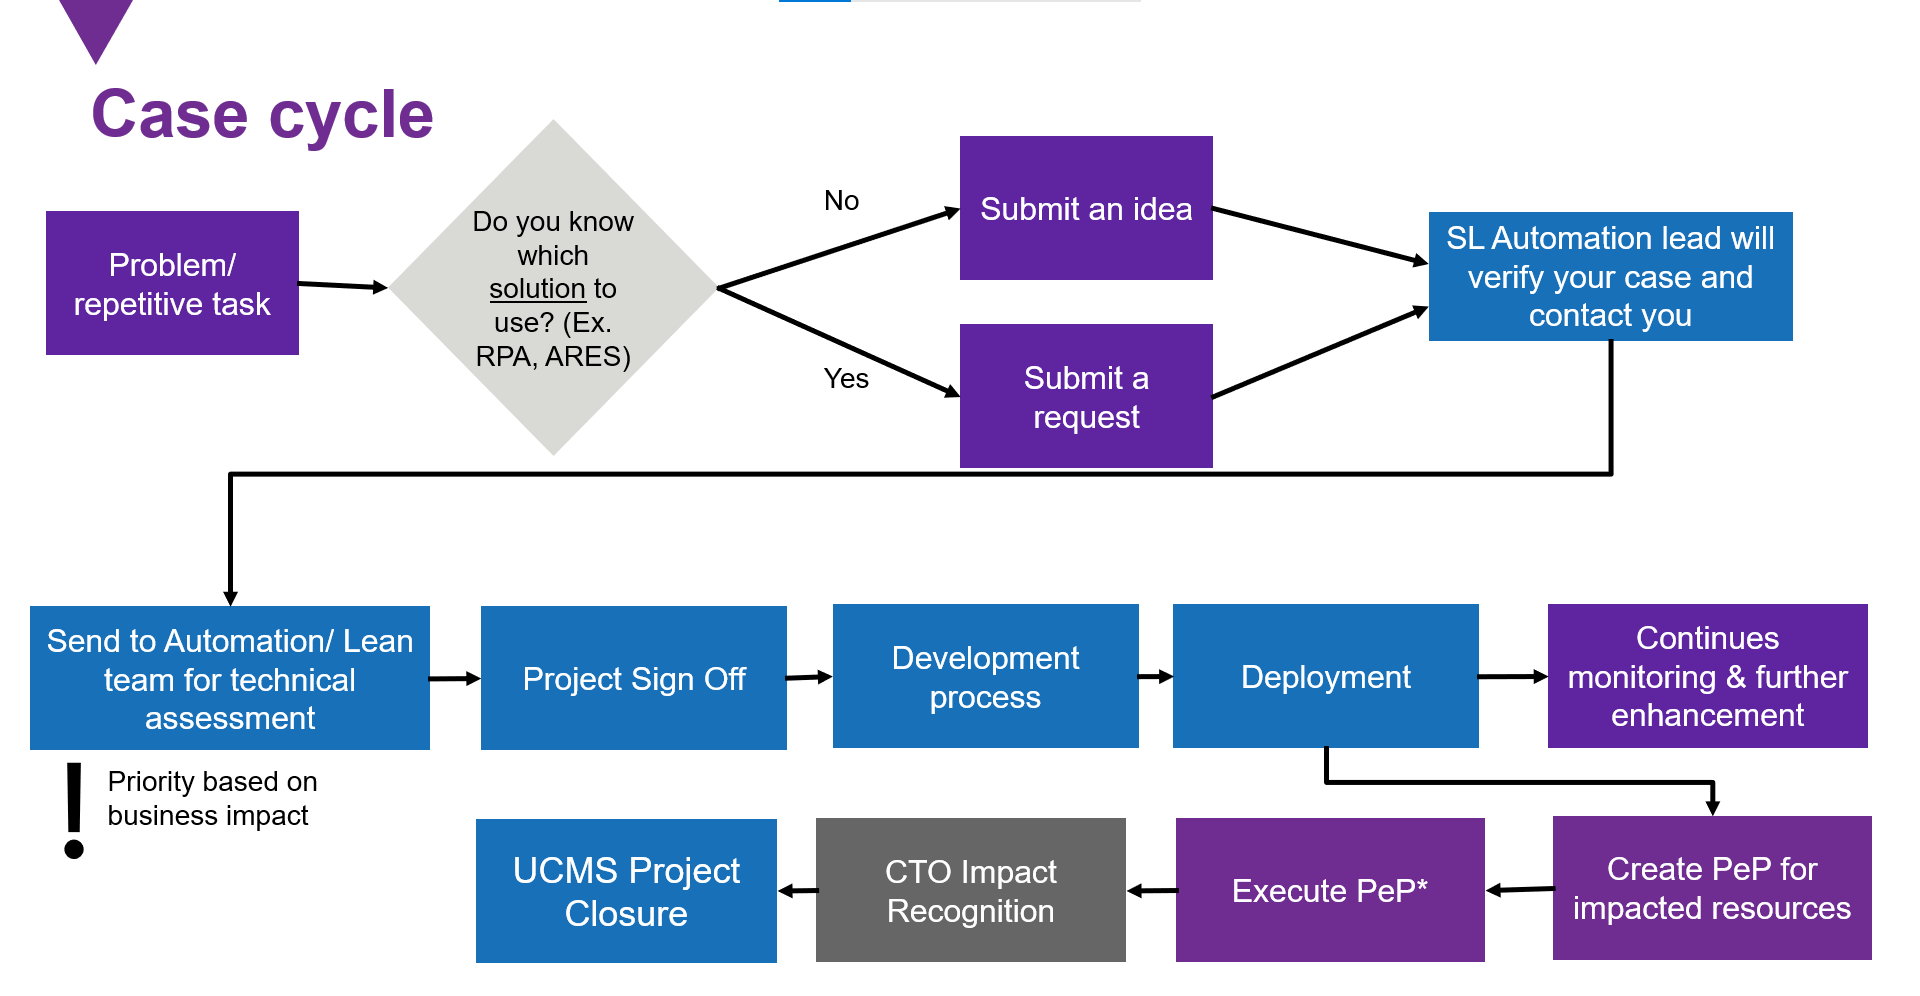 Case cycle
Problem/
repetitive task
Do you know
which
solution to
use? (Ex.
RPA, ARES)
No
Yes
Submit an idea
Submit a
request
SL Automation lead will
verify your case and
contact you
Send to Automation/ Lean
team for technical
assessment
Project Sign Off
Development
process
Deployment
Continues
monitoring & further
enhancement
! Priority based on
business impact
UCMS Project
Closure
CTO Impact
Recognition
Execute PeP*
Create PeP for
impacted resources